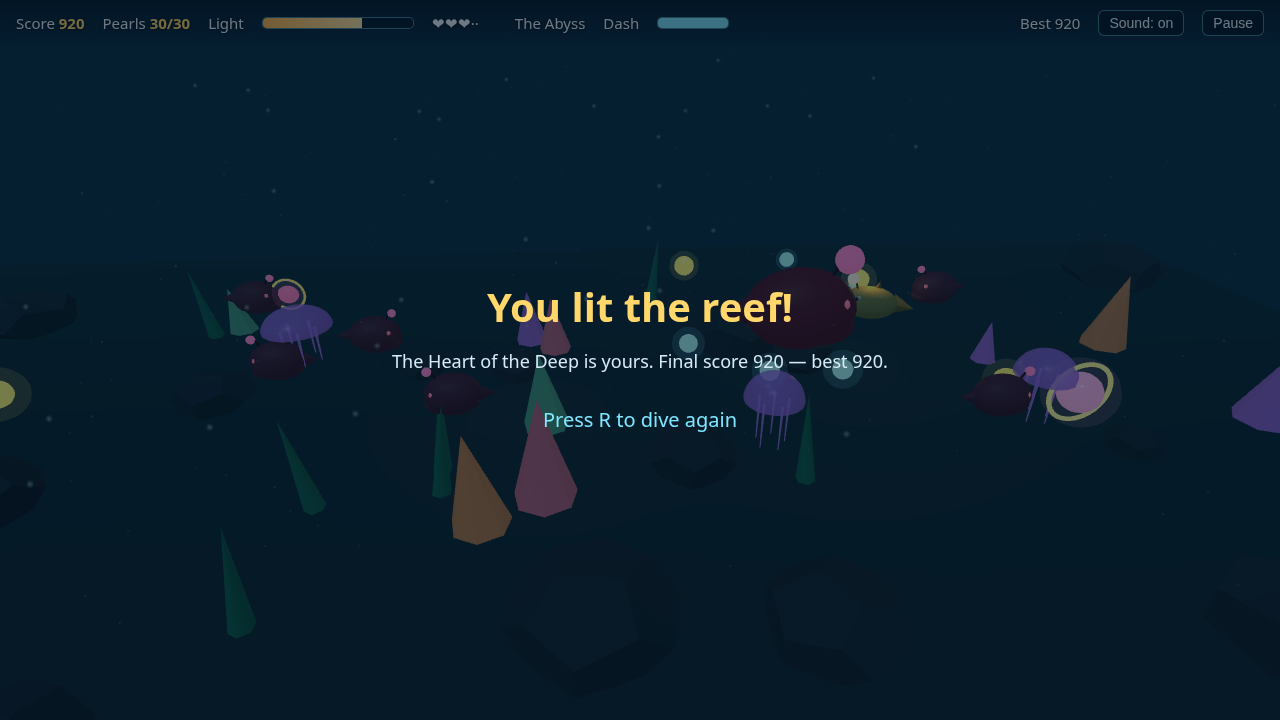 Score 920 Pearls 30/30 Light ❤❤❤·· The Abyss Dash Best 920 Sound: on Pause
You lit the reef!
The Heart of the Deep is yours. Final score 920 — best 920.
Press R to dive again